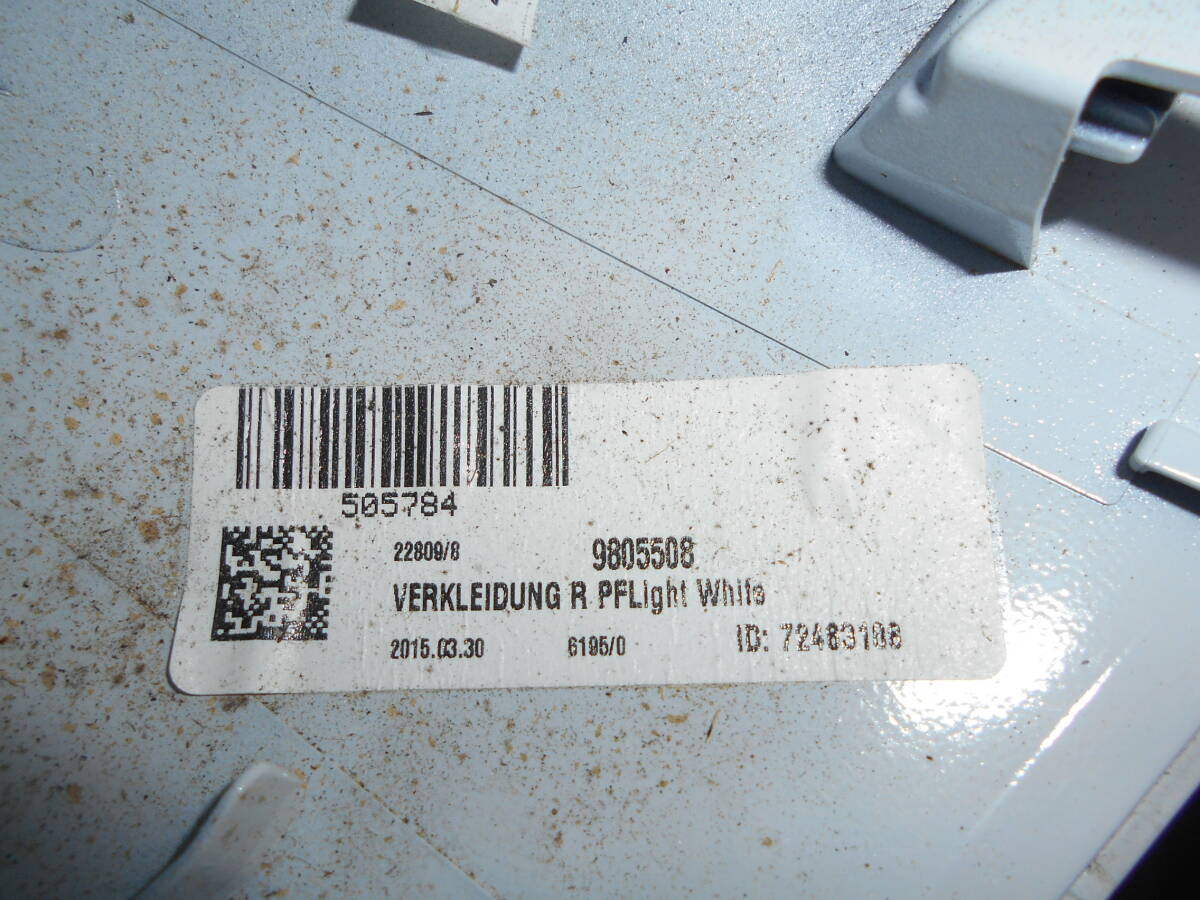 505784
22809/8 9805508
VERKLEIDUNG R PFLight White
2015.03.30 6195/0 ID: 72483108